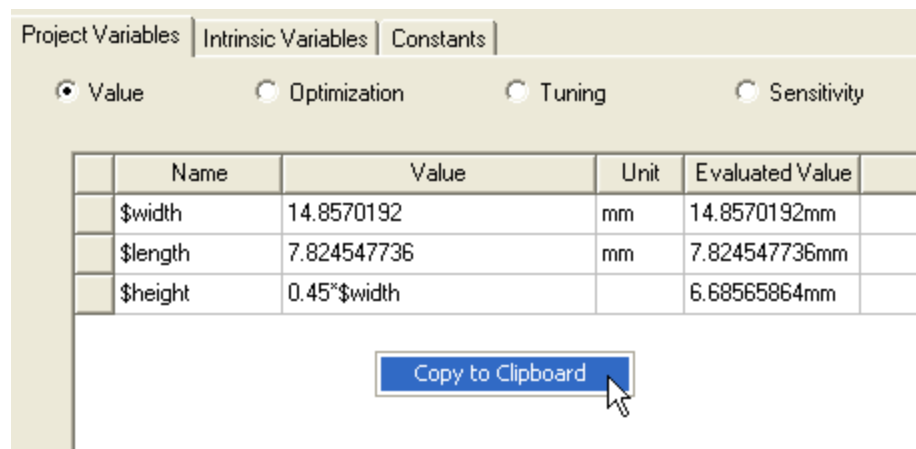 Project Variables Intrinsic Variables Constants
Value Optimization Tuning Sensitivity
Name Value Unit Evaluated Value
$width 14.8570192 mm 14.8570192mm
$length 7.824547736 mm 7.824547736mm
$height 0.45*$width 6.68565864mm
Copy to Clipboard